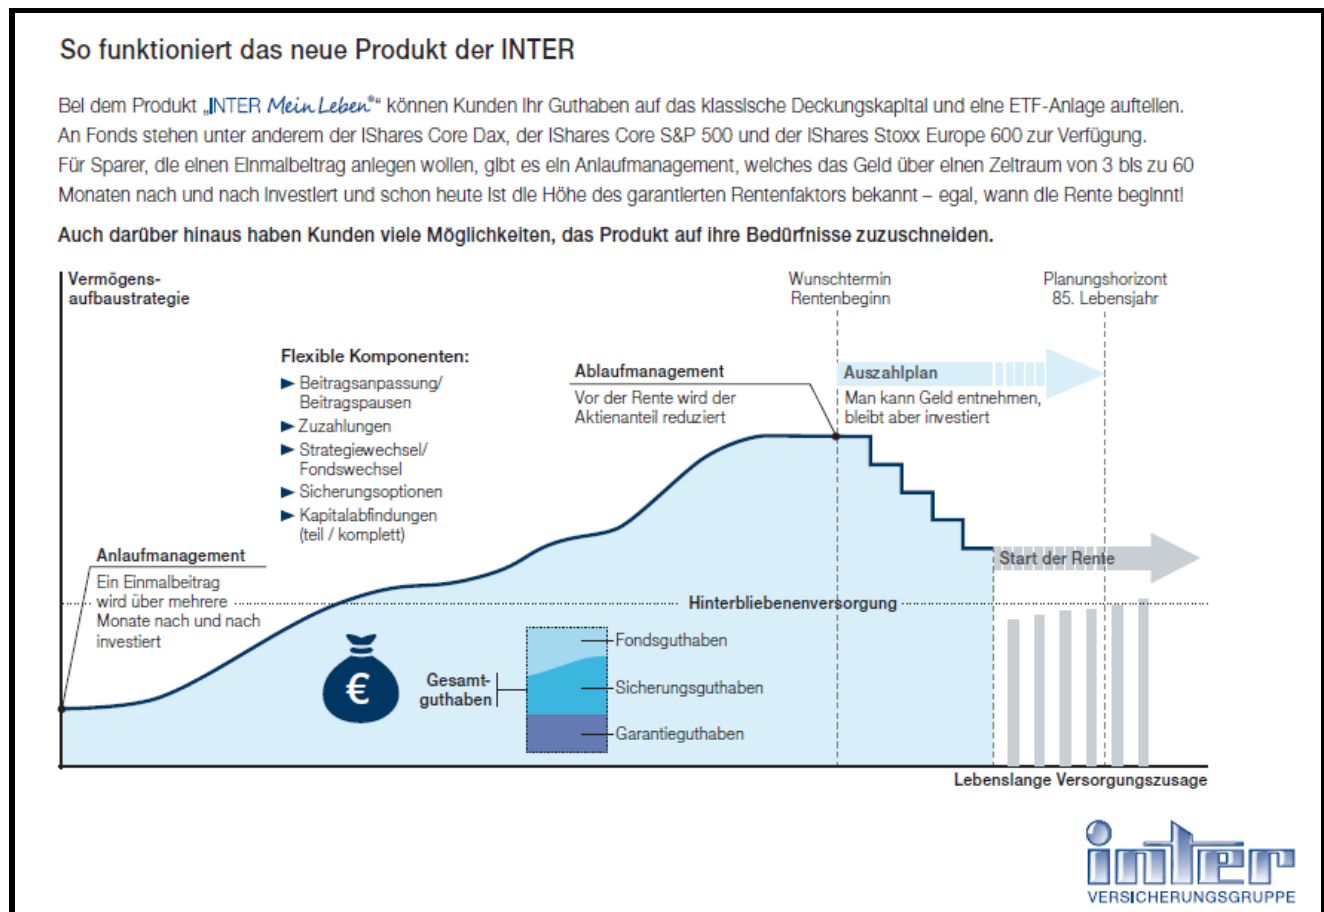 So funktioniert das neue Produkt der INTER
Bei dem Produkt „INTER Mein Leben®“ können Kunden ihr Guthaben auf das klassische Deckungskapital und eine ETF-Anlage aufteilen.
An Fonds stehen unter anderem der iShares Core Dax, der iShares Core S&P 500 und der iShares Stoxx Europe 600 zur Verfügung.
Für Sparer, die einen Einmalbeitrag anlegen wollen, gibt es ein Anlaufmanagement, welches das Geld über einen Zeitraum von 3 bis zu 60
Monaten nach und nach investiert und schon heute ist die Höhe des garantierten Rentenfaktors bekannt – egal, wann die Rente beginnt!
Auch darüber hinaus haben Kunden viele Möglichkeiten, das Produkt auf ihre Bedürfnisse zuzuschneiden.
Vermögens-
aufbaustrategie
Wunschtermin
Rentenbeginn
Planungshorizont
85. Lebensjahr
Flexible Komponenten:
► Beitragsanpassung/
Beitragspausen
► Zuzahlungen
► Strategiewechsel/
Fondswechsel
► Sicherungsoptionen
► Kapitalabfindungen
(teil / komplett)
Ablaufmanagement
Vor der Rente wird der
Aktienanteil reduziert
Auszahlplan
Man kann Geld entnehmen,
bleibt aber investiert
Anlaufmanagement
Ein Einmalbeitrag
wird über mehrere
Monate nach und nach
investiert
Start der Rente
Hinterbliebenenversorgung
€
Gesamt-
guthaben
Fondsguthaben
Sicherungsguthaben
Garantieguthaben
Lebenslange Versorgungszusage
inter
VERSICHERUNGSGRUPPE